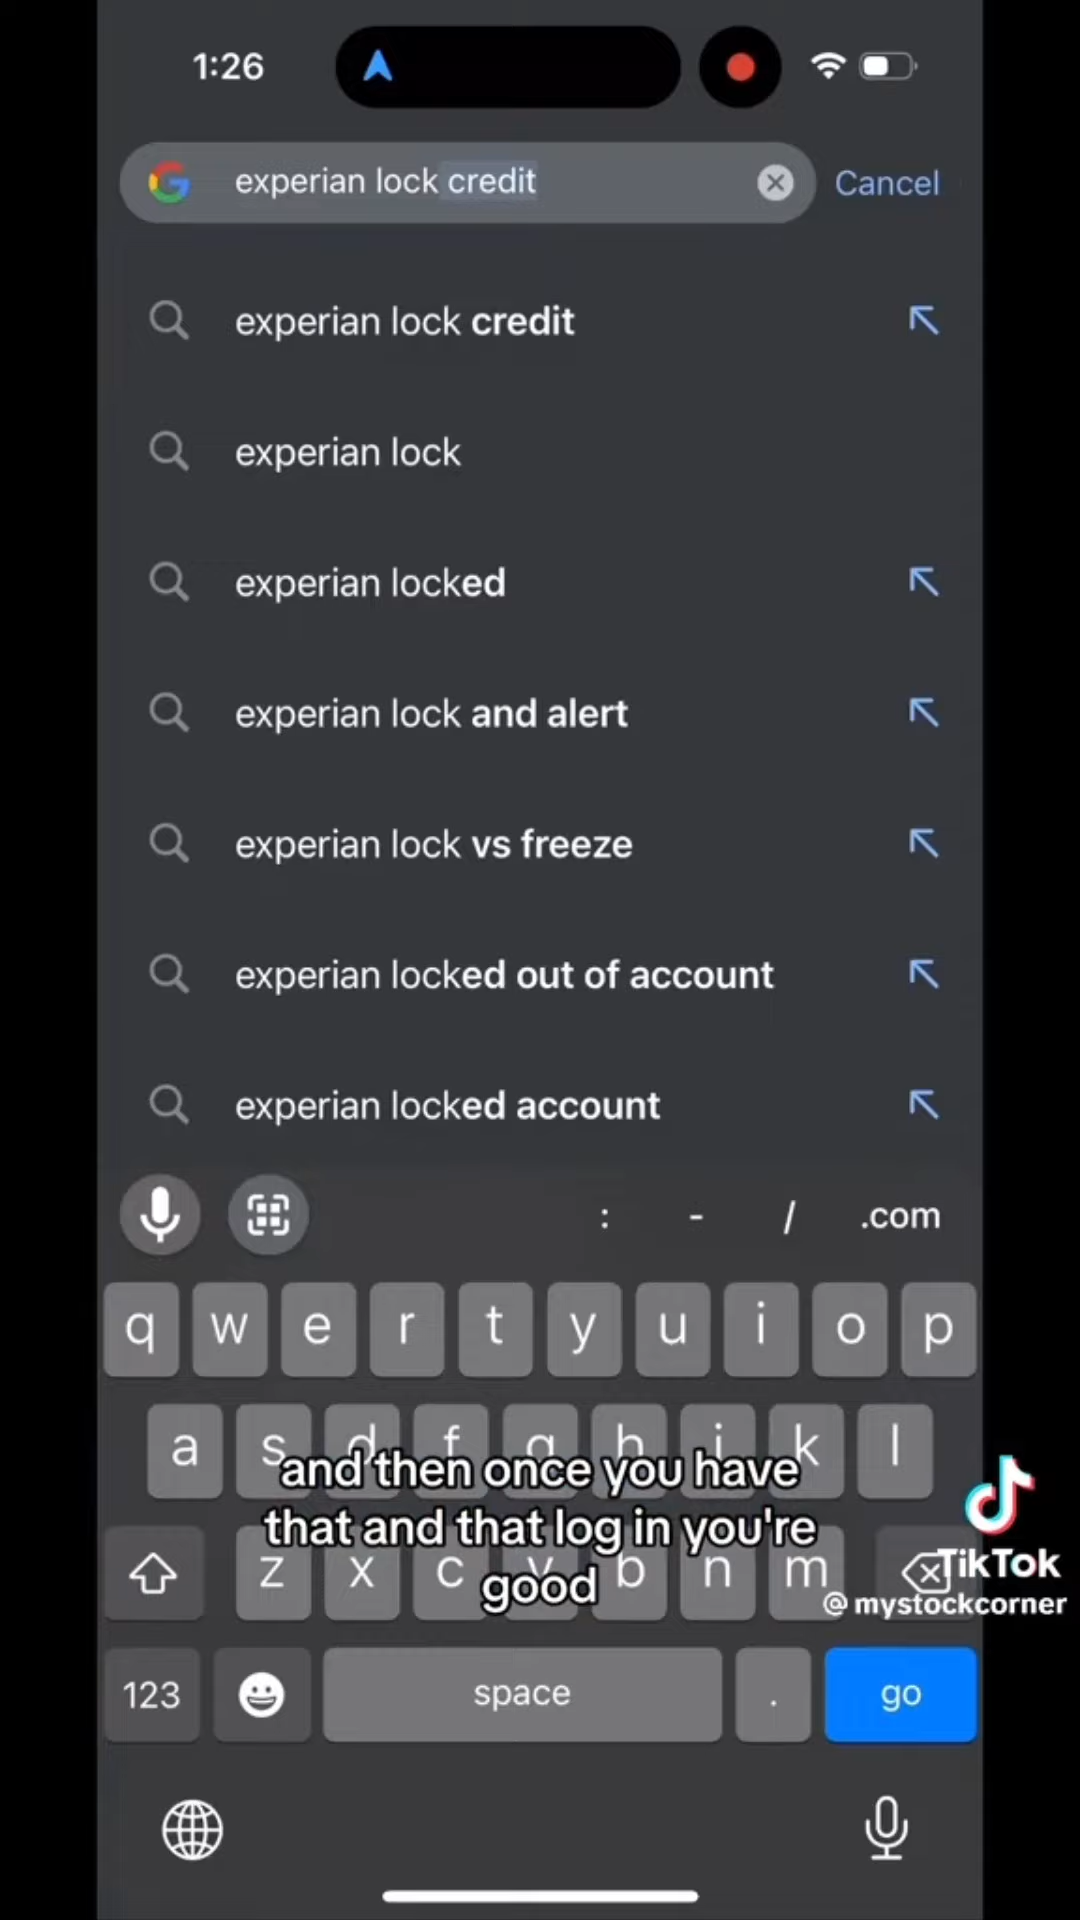 1:26
experian lock credit
Cancel
experian lock credit
experian lock
experian locked
experian lock and alert
experian lock vs freeze
experian locked out of account
experian locked account
: - / .com
q w e r t y u i o p
a s d f g h j k l
and then once you have
that and that log in you're
good
z x c v b n m
TikTok
@mystockcorner
123 space . go